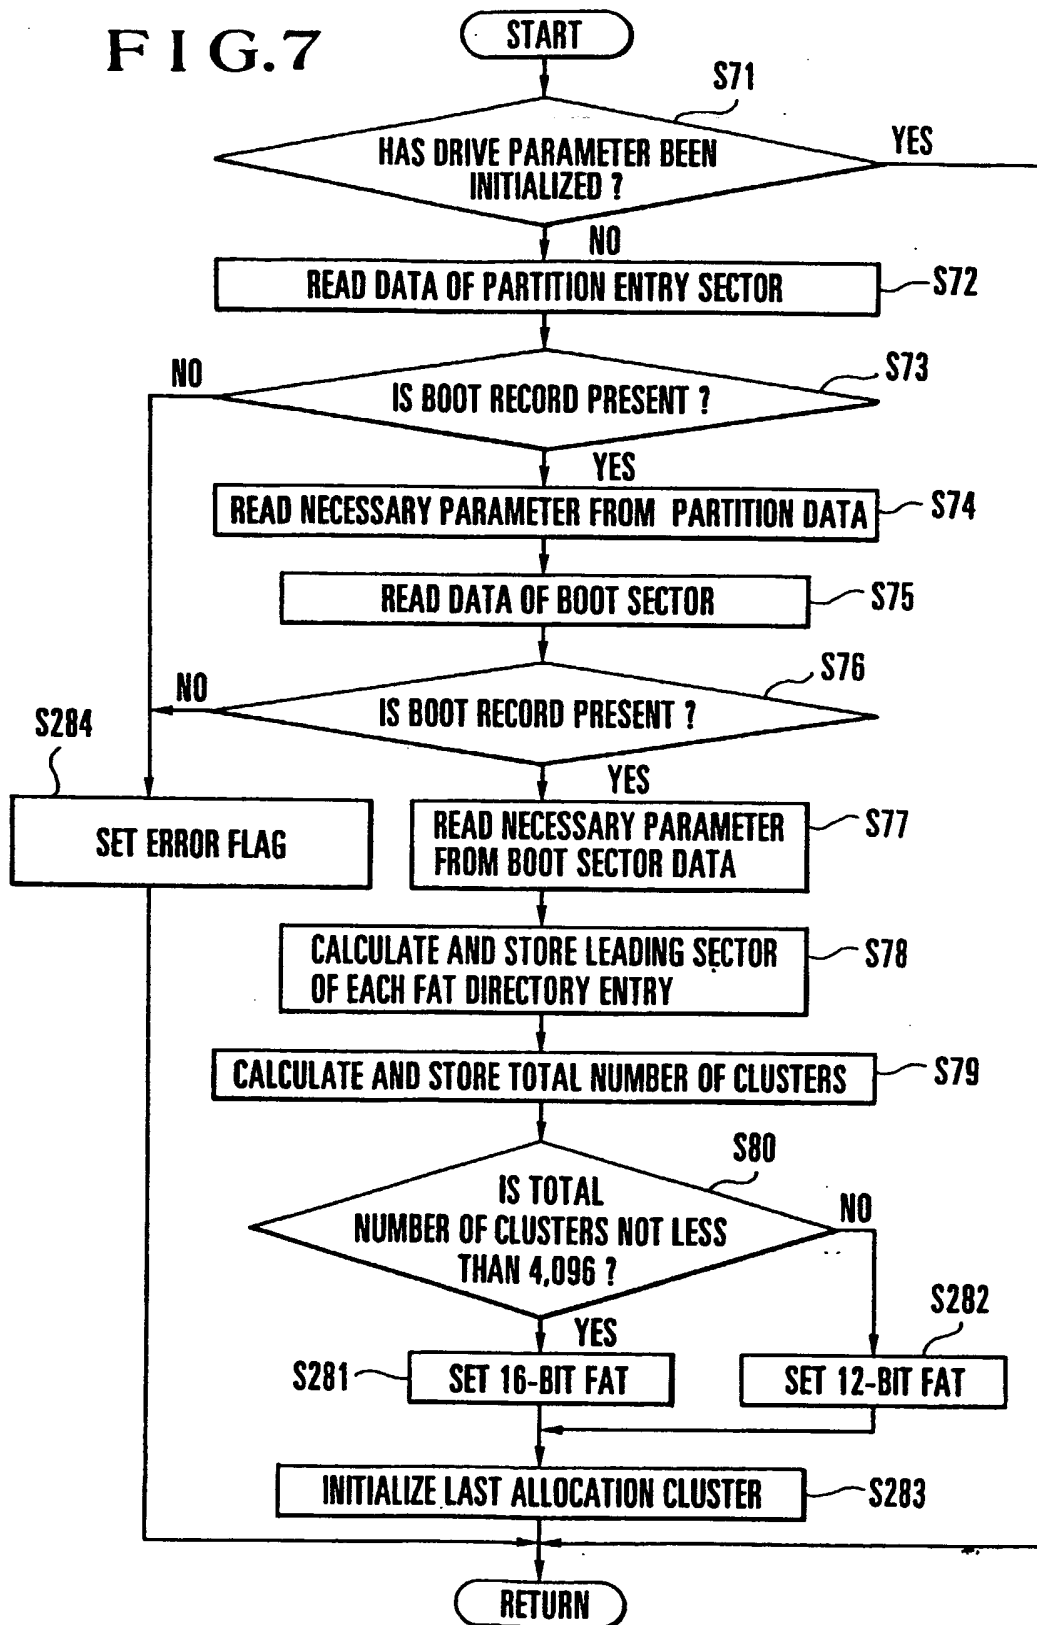 FIG.7
START
S71
HAS DRIVE PARAMETER BEEN
INITIALIZED ?
YES
NO
READ DATA OF PARTITION ENTRY SECTOR
S72
S73
NO
IS BOOT RECORD PRESENT ?
YES
READ NECESSARY PARAMETER FROM PARTITION DATA
S74
READ DATA OF BOOT SECTOR
S75
S76
NO
IS BOOT RECORD PRESENT ?
S284
YES
SET ERROR FLAG
READ NECESSARY PARAMETER
FROM BOOT SECTOR DATA
S77
CALCULATE AND STORE LEADING SECTOR
OF EACH FAT DIRECTORY ENTRY
S78
CALCULATE AND STORE TOTAL NUMBER OF CLUSTERS
S79
S80
IS TOTAL
NUMBER OF CLUSTERS NOT LESS
THAN 4,096 ?
NO
YES
S282
S281
SET 16-BIT FAT
SET 12-BIT FAT
INITIALIZE LAST ALLOCATION CLUSTER
S283
RETURN